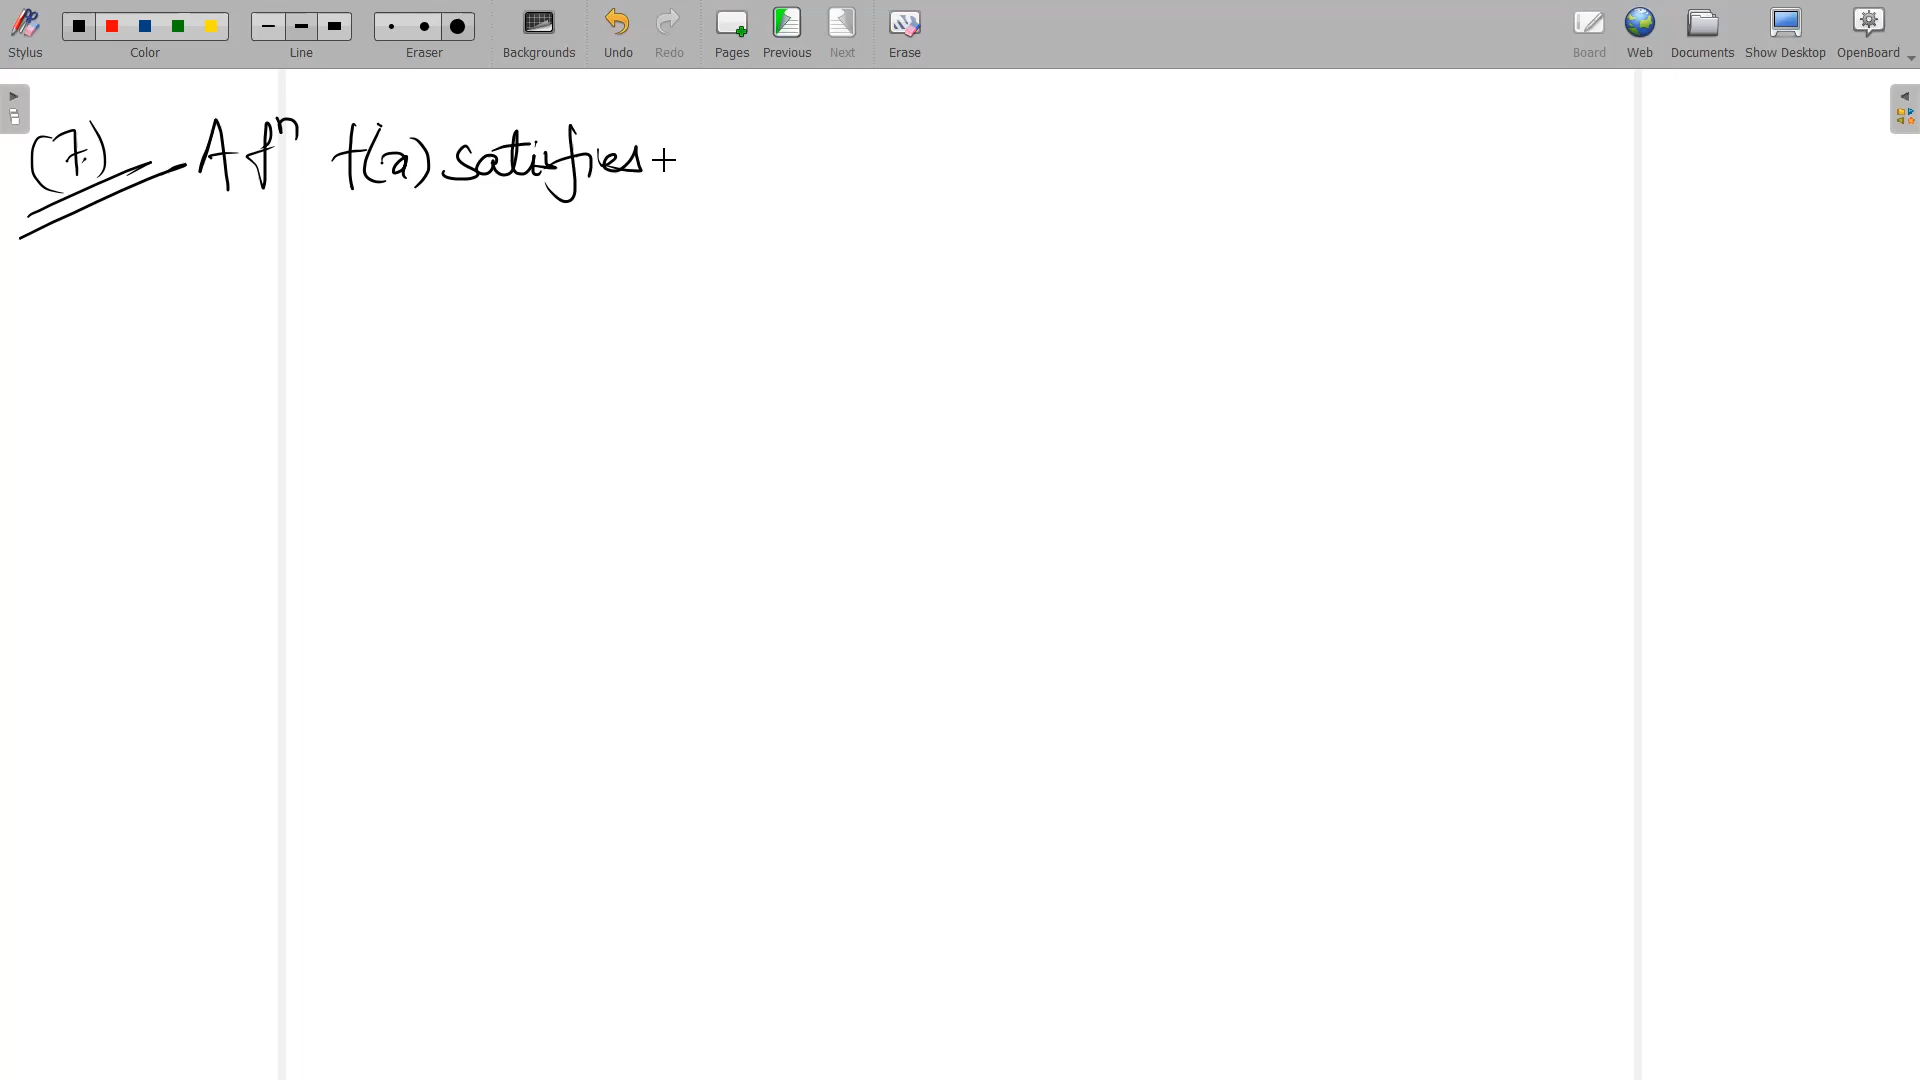 Stylus Color Line Eraser Backgrounds Undo Redo Pages Previous Next Erase Board Web Documents Show Desktop OpenBoard
(7) A fⁿ f(x) satisfies